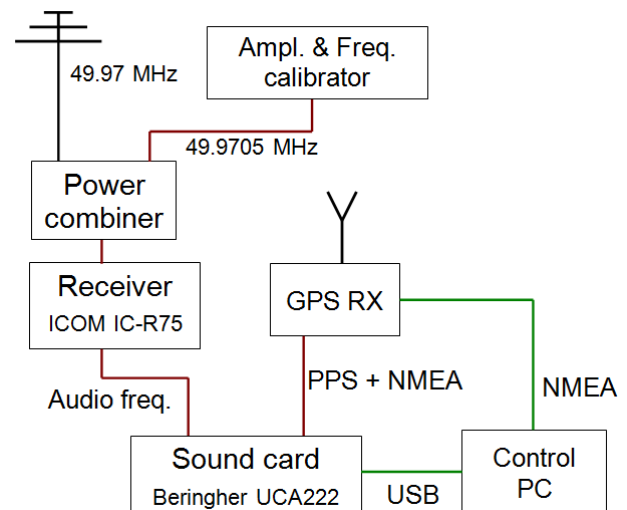 Ampl. & Freq.
calibrator
49.97 MHz
49.9705 MHz
Power
combiner
Receiver
ICOM IC-R75
GPS RX
PPS + NMEA
NMEA
Audio freq.
Sound card
Beringher UCA222
USB
Control
PC